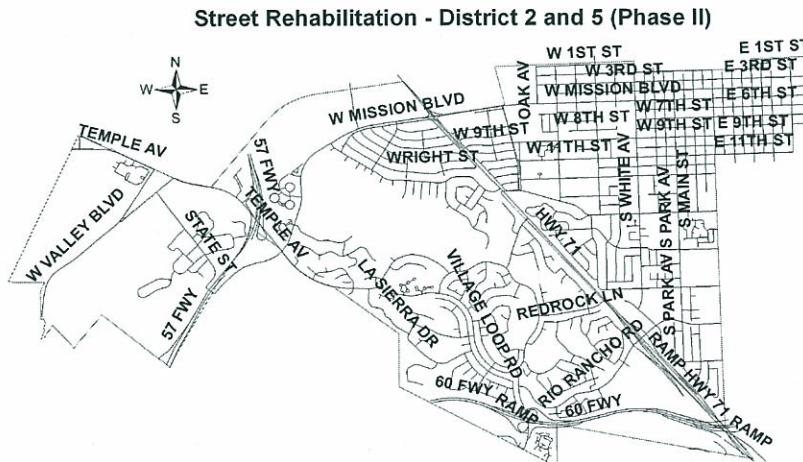 Street Rehabilitation - District 2 and 5 (Phase II)
N
W E
S
W 1ST ST
E 1ST ST
W 3RD ST
E 3RD ST
OAK AV
W MISSION BLVD
E 6TH ST
W MISSION BLVD
W 7TH ST
W 8TH ST
W 9TH ST
W 9TH ST
E 9TH ST
TEMPLE AV
57 FWY
WRIGHT ST
W 11TH ST
E 11TH ST
S WHITE AV
S PARK AV
S MAIN ST
W VALLEY BLVD
STATE ST
TEMPLE AV
HWY 71
57 FWY
LA SIERRA DR
VILLAGE LOOP RD
REDROCK LN
S PARK AV
RIO RANCHO RD
RAMP HWY 71 RAMP
60 FWY RAMP
60 FWY